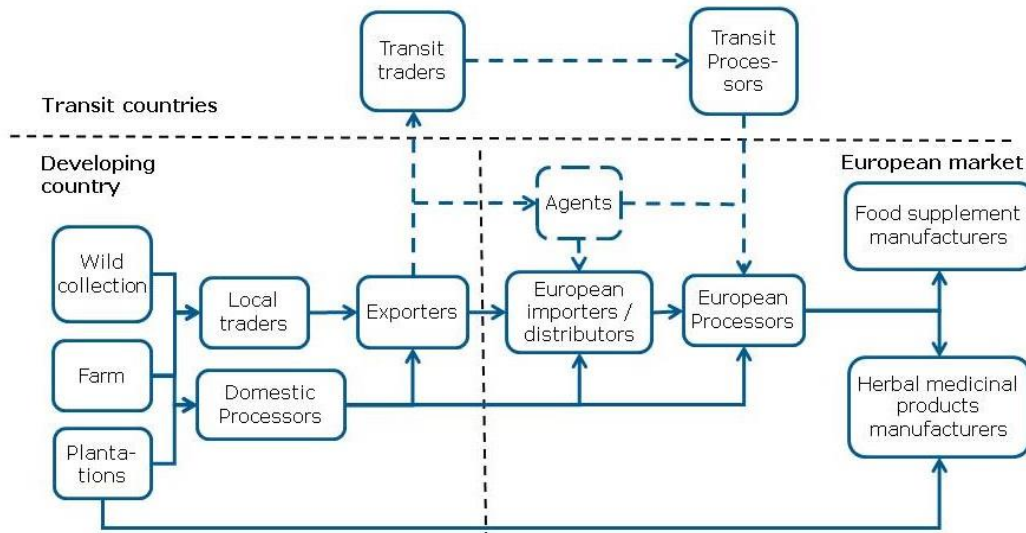 Transit
traders
Transit
Proces-
sors
Transit countries
Developing
country
European market
Agents
Food supplement
manufacturers
Wild
collection
Local
traders
Exporters
European
importers /
distributors
European
Processors
Farm
Domestic
Processors
Herbal medicinal
products
manufacturers
Planta-
tions